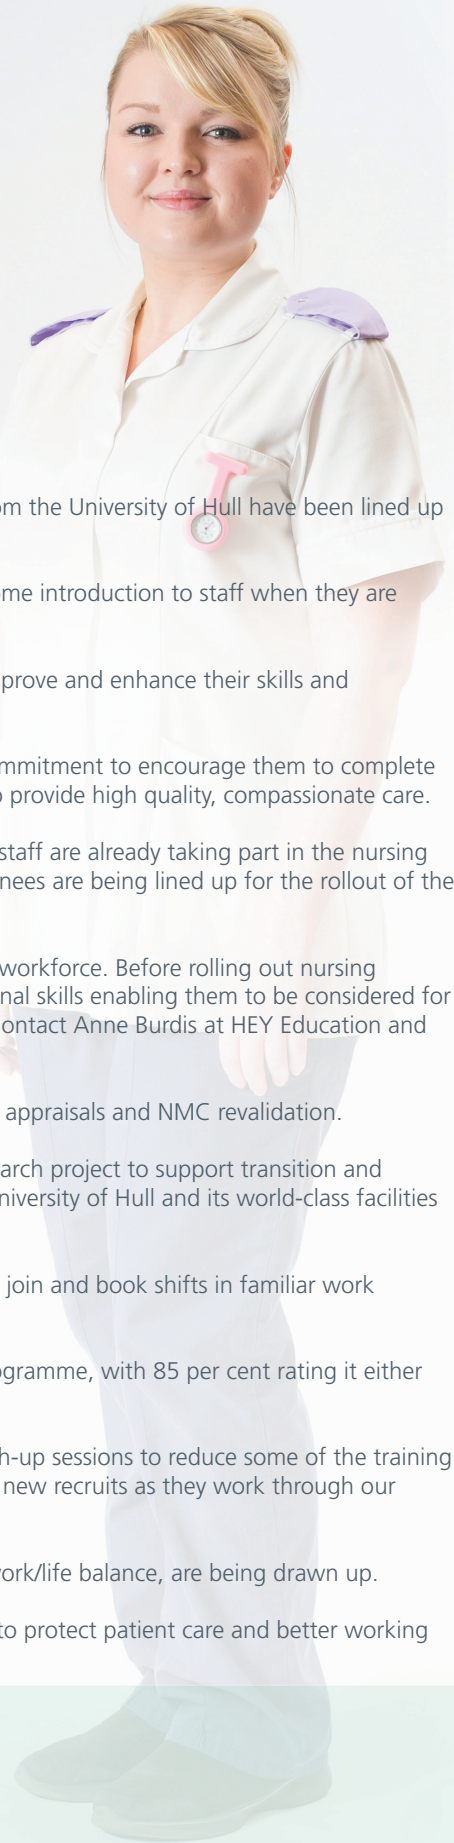 om the University of Hull have been lined up
me introduction to staff when they are
prove and enhance their skills and
mmitment to encourage them to complete
o provide high quality, compassionate care.
staff are already taking part in the nursing
nees are being lined up for the rollout of the
workforce. Before rolling out nursing
nal skills enabling them to be considered for
ontact Anne Burdis at HEY Education and
appraisals and NMC revalidation.
arch project to support transition and
niversity of Hull and its world-class facilities
join and book shifts in familiar work
ogramme, with 85 per cent rating it either
h-up sessions to reduce some of the training
new recruits as they work through our
ork/life balance, are being drawn up.
to protect patient care and better working